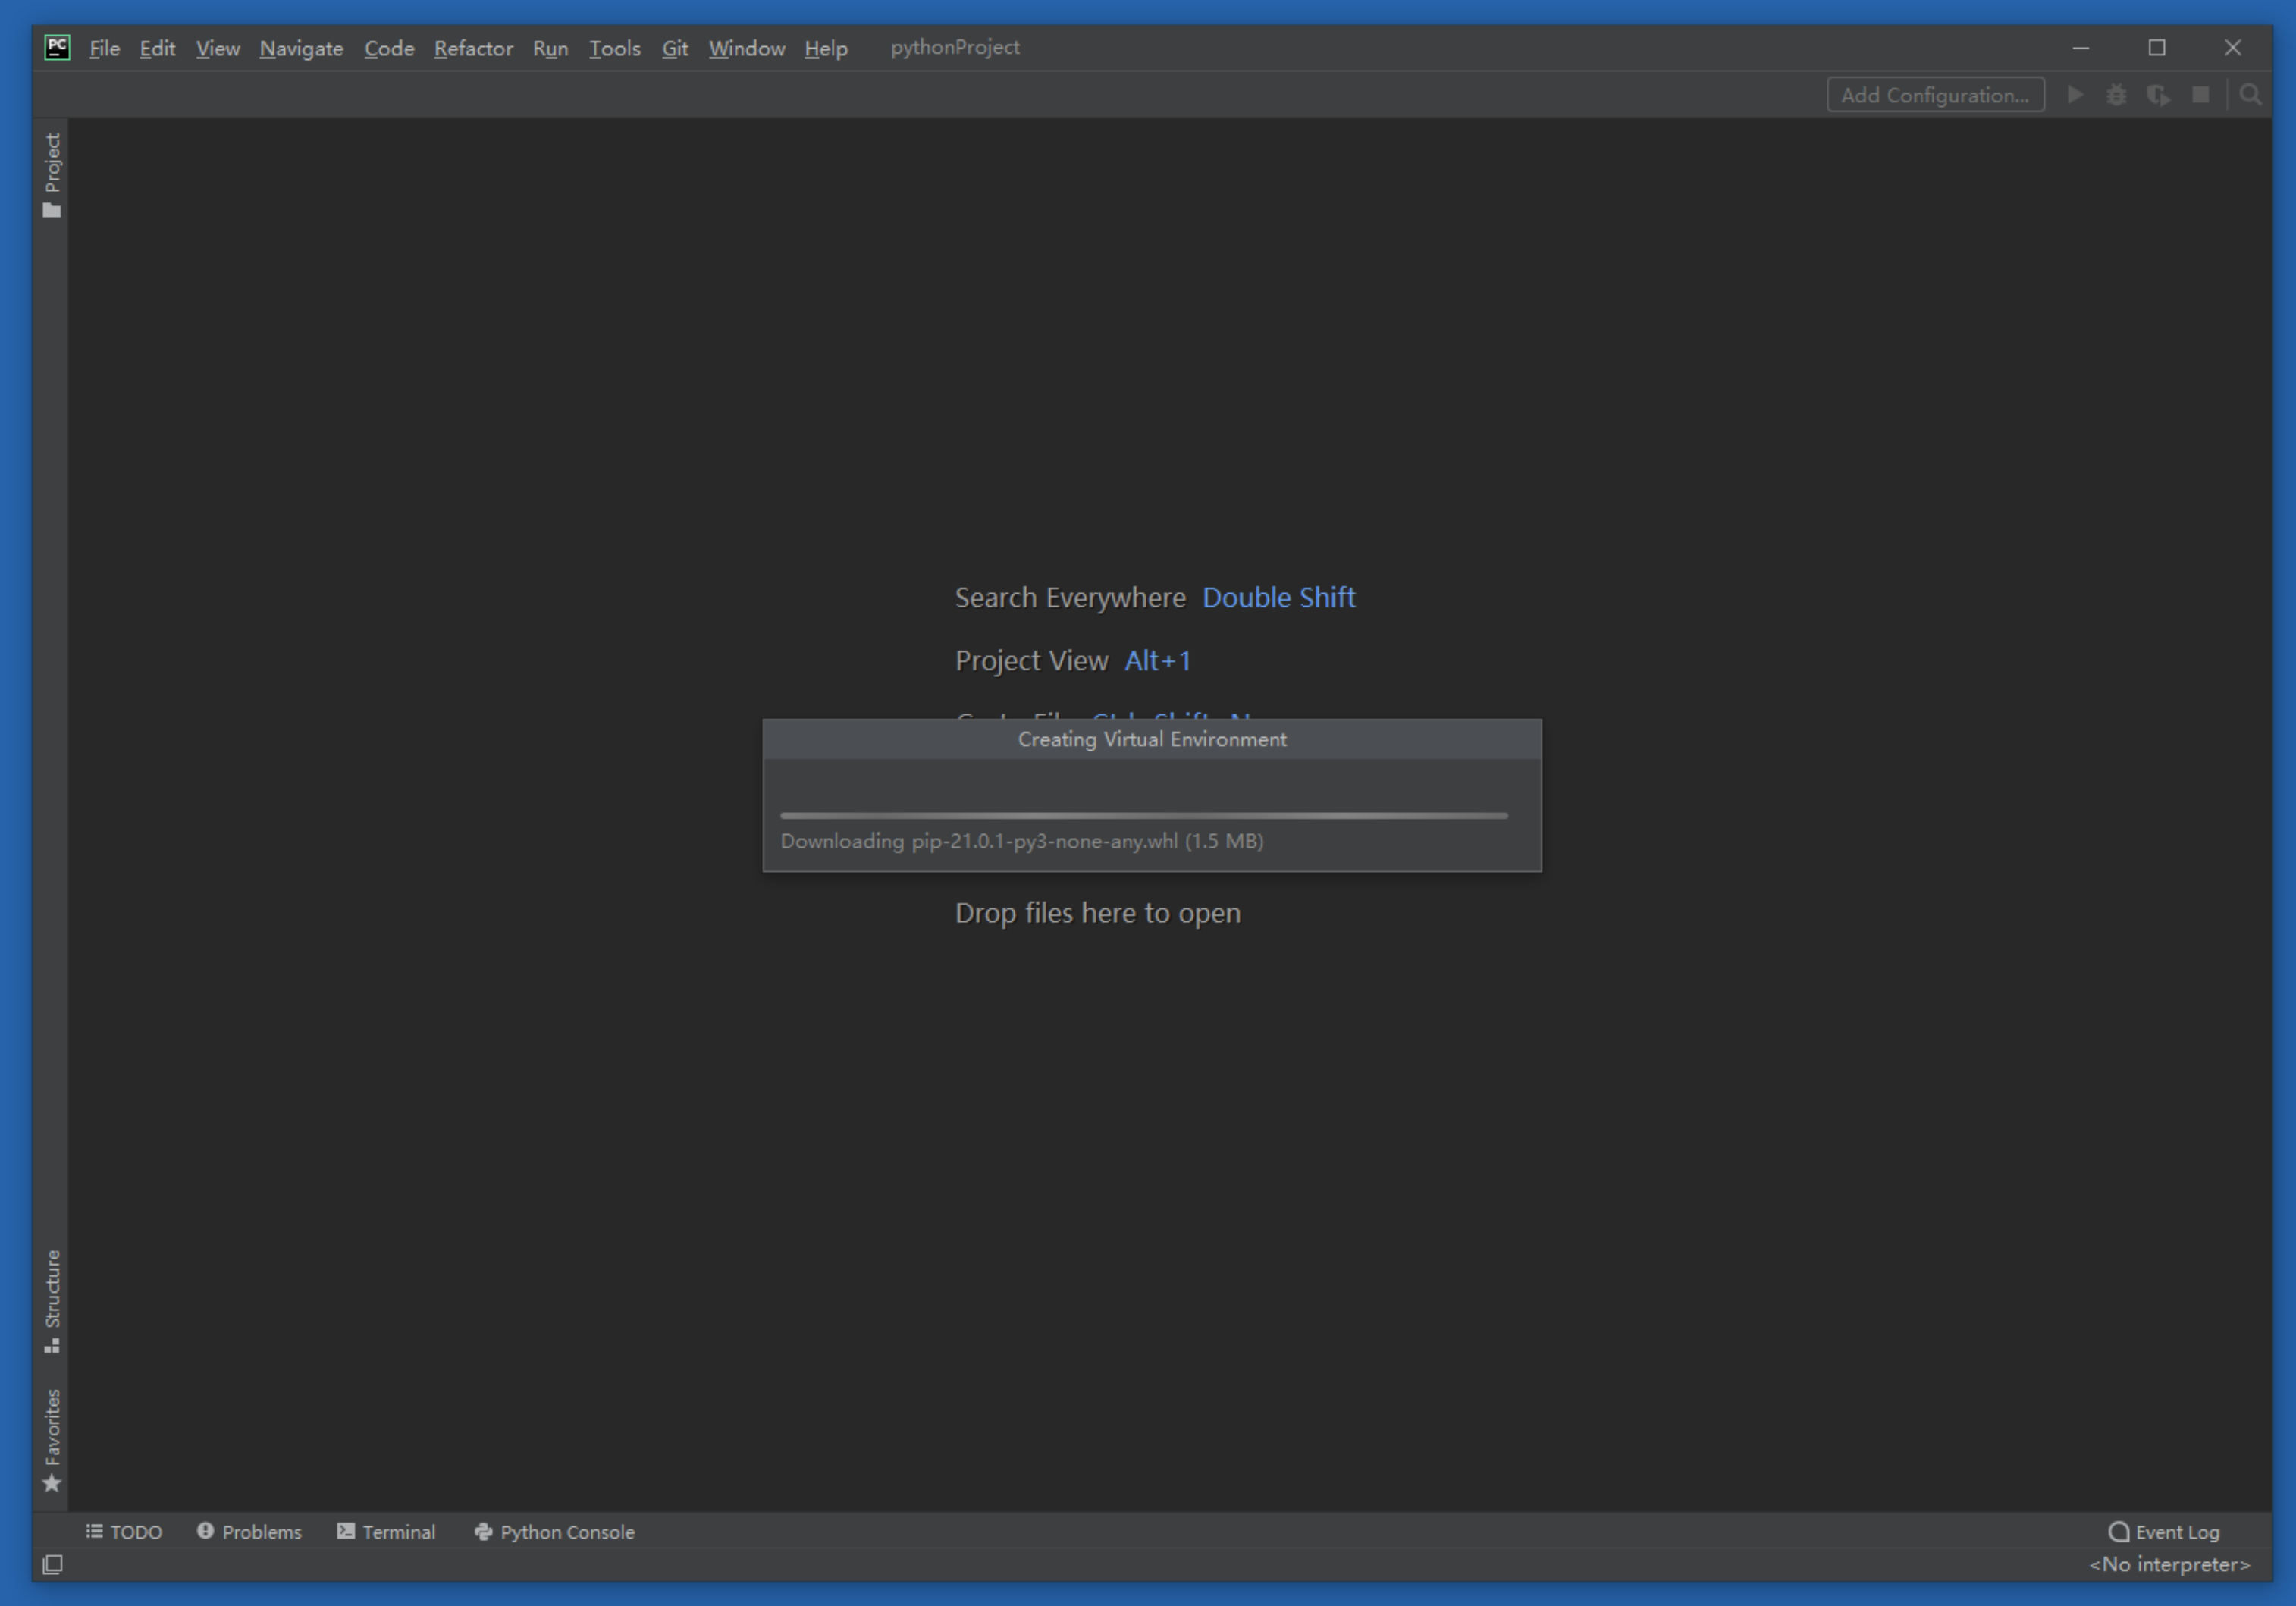 PC File Edit View Navigate Code Refactor Run Tools Git Window Help pythonProject
Add Configuration...
Project
Search Everywhere Double Shift
Project View Alt+1
Creating Virtual Environment
Downloading pip-21.0.1-py3-none-any.whl (1.5 MB)
Drop files here to open
Structure
Favorites
TODO Problems Terminal Python Console Event Log
<No interpreter>